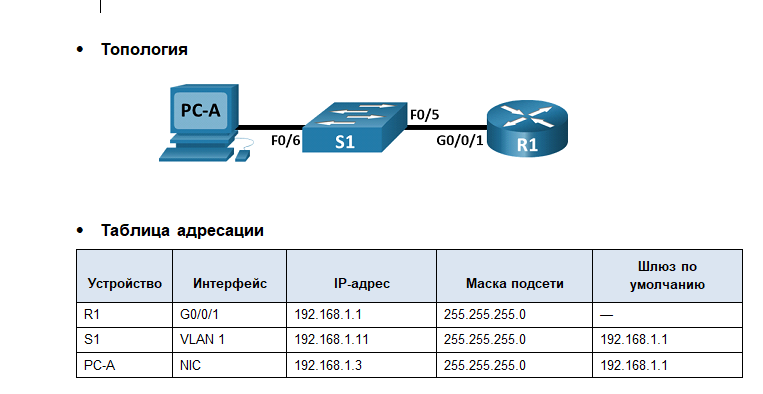 • Топология
PC-A
F0/6
S1
F0/5
G0/0/1
R1
• Таблица адресации
Устройство Интерфейс IP-адрес Маска подсети Шлюз по умолчанию
R1 G0/0/1 192.168.1.1 255.255.255.0 —
S1 VLAN 1 192.168.1.11 255.255.255.0 192.168.1.1
PC-A NIC 192.168.1.3 255.255.255.0 192.168.1.1